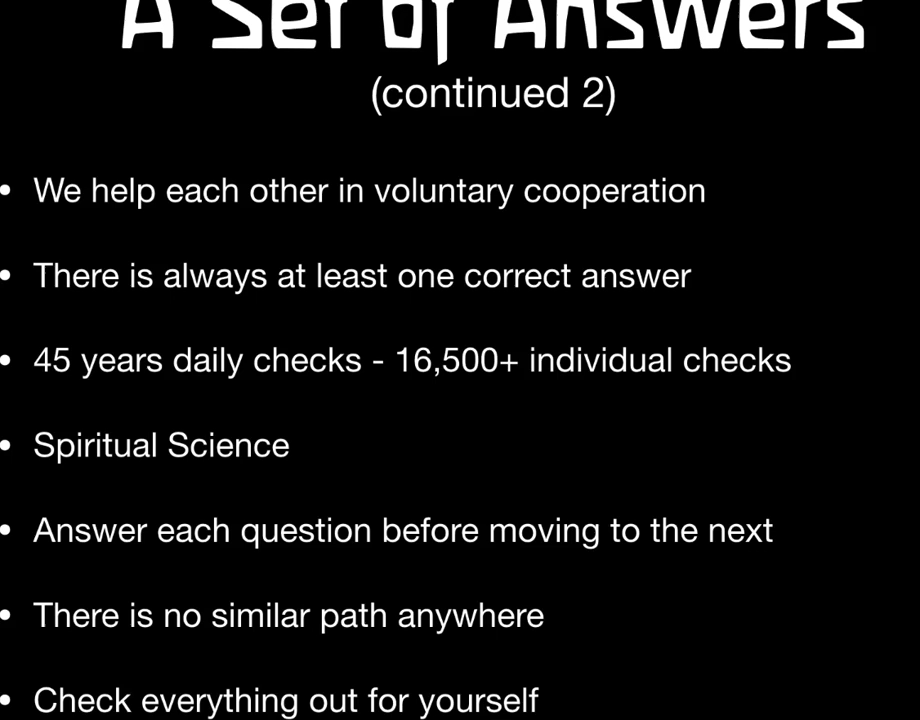 A Set of Answers
(continued 2)
• We help each other in voluntary cooperation
• There is always at least one correct answer
• 45 years daily checks - 16,500+ individual checks
• Spiritual Science
• Answer each question before moving to the next
• There is no similar path anywhere
• Check everything out for yourself